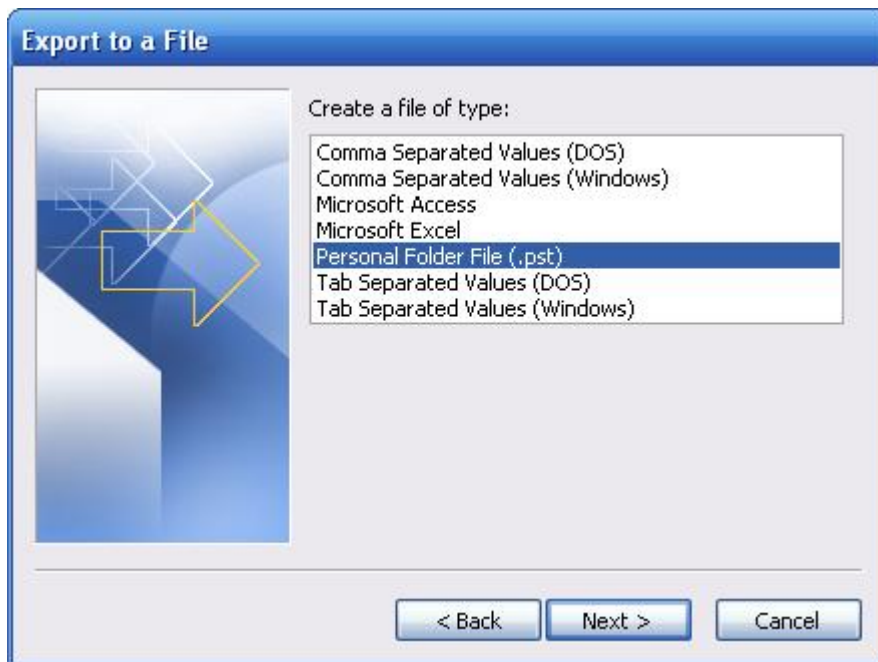 Export to a File
Create a file of type:
Comma Separated Values (DOS)
Comma Separated Values (Windows)
Microsoft Access
Microsoft Excel
Personal Folder File (.pst)
Tab Separated Values (DOS)
Tab Separated Values (Windows)
< Back
Next >
Cancel